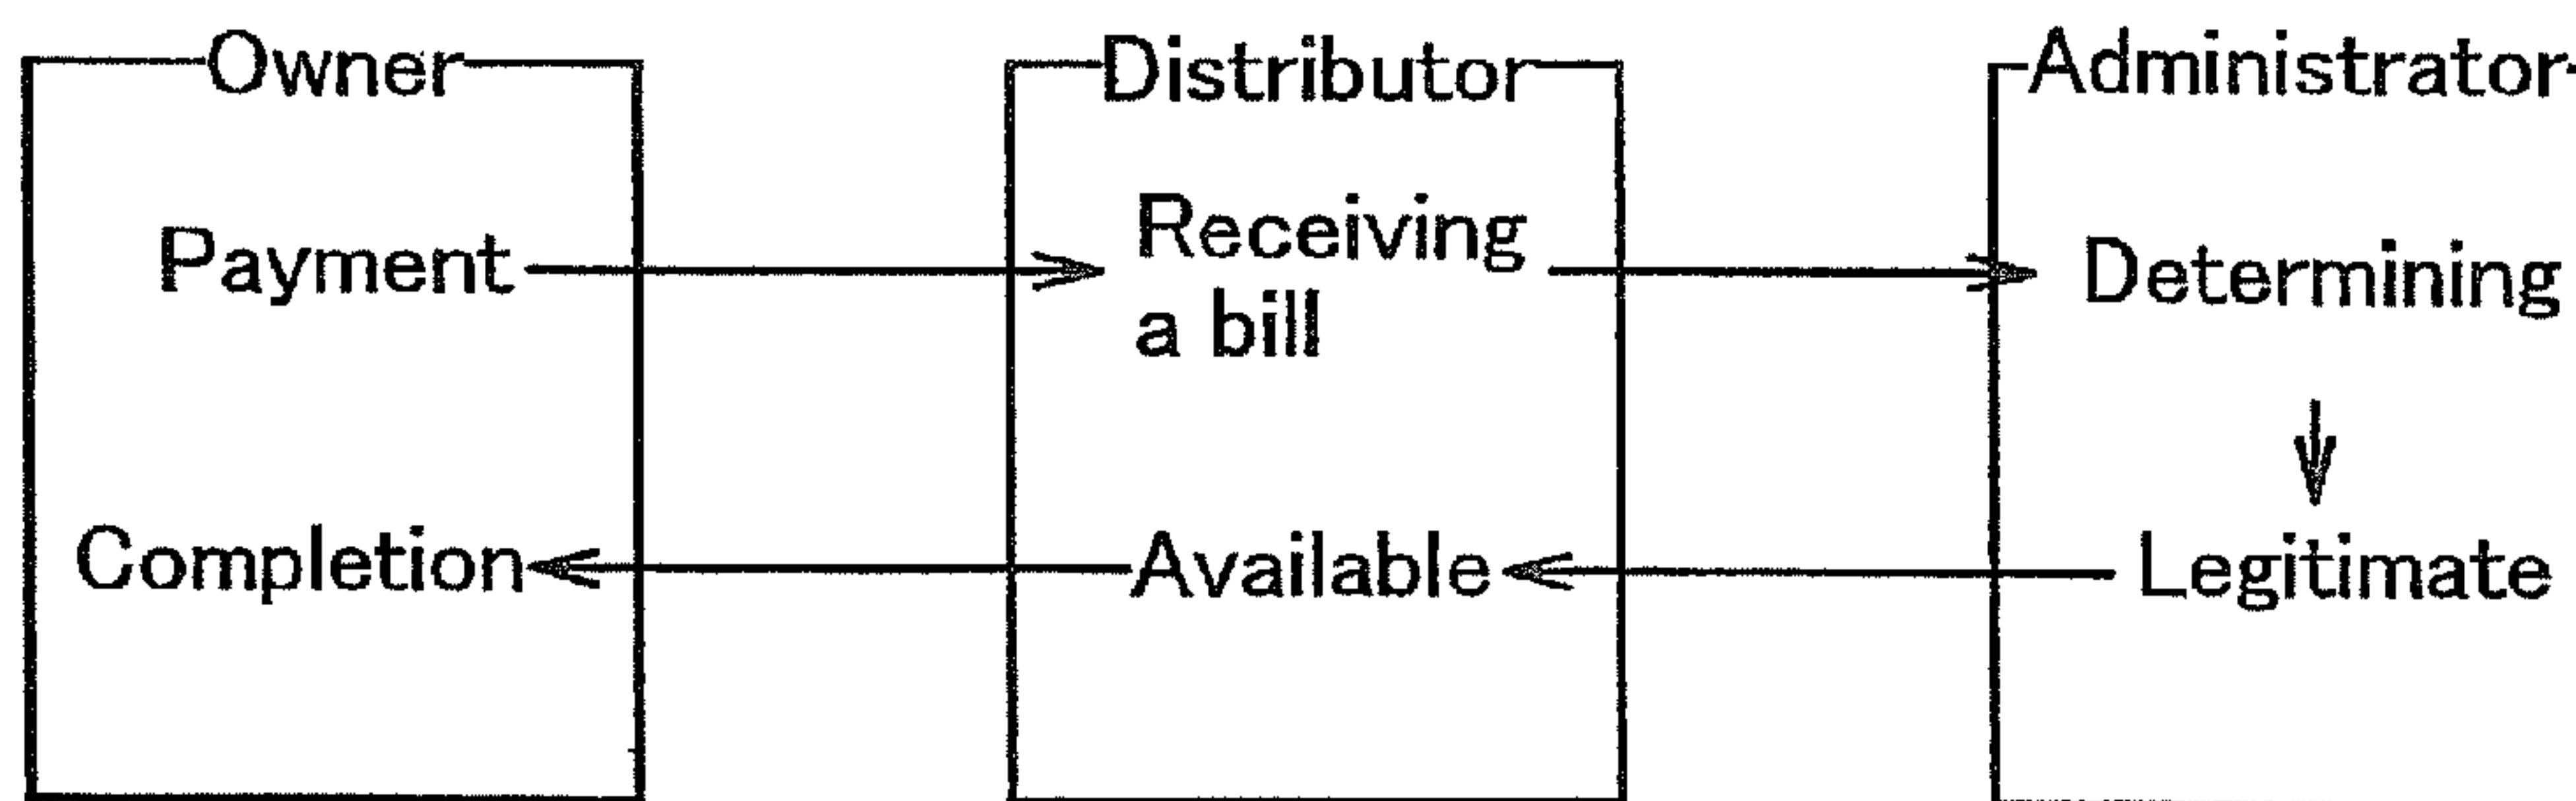 Owner
Distributor
Administrator
Payment
Receiving
a bill
Determining
Completion
Available
Legitimate